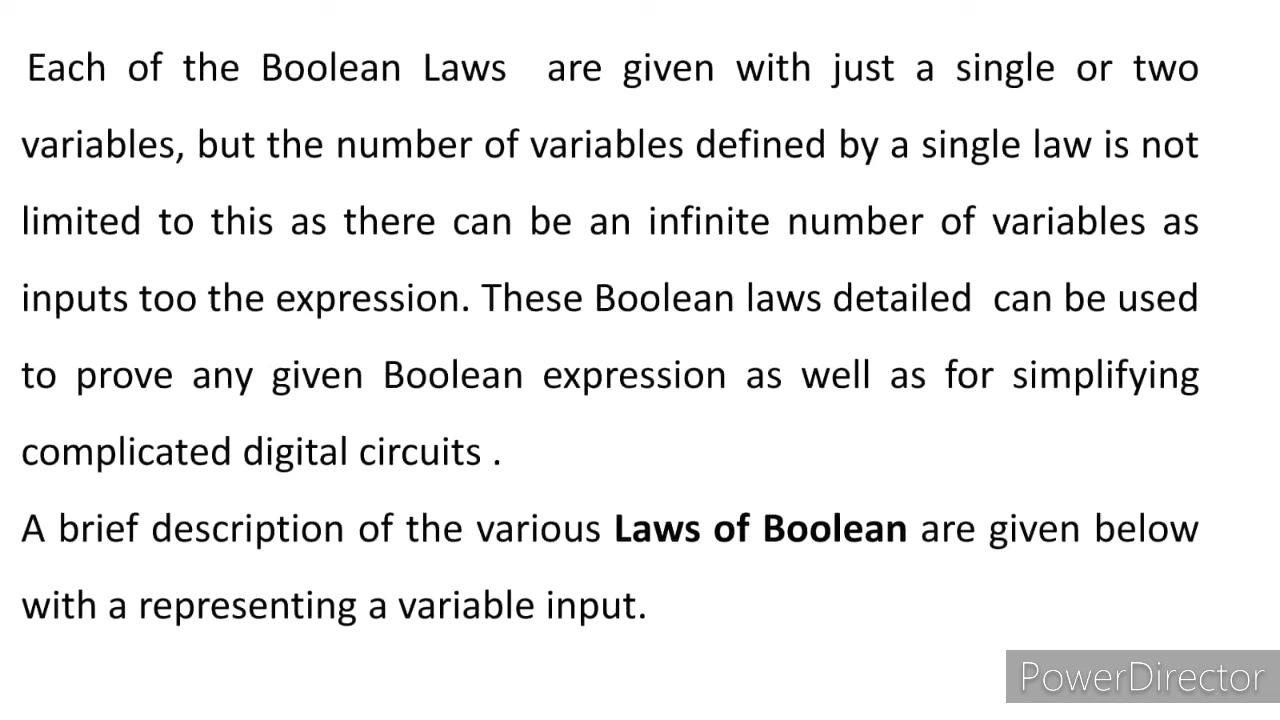 Each of the Boolean Laws are given with just a single or two
variables, but the number of variables defined by a single law is not
limited to this as there can be an infinite number of variables as
inputs too the expression. These Boolean laws detailed can be used
to prove any given Boolean expression as well as for simplifying
complicated digital circuits .
A brief description of the various Laws of Boolean are given below
with a representing a variable input.
PowerDirector